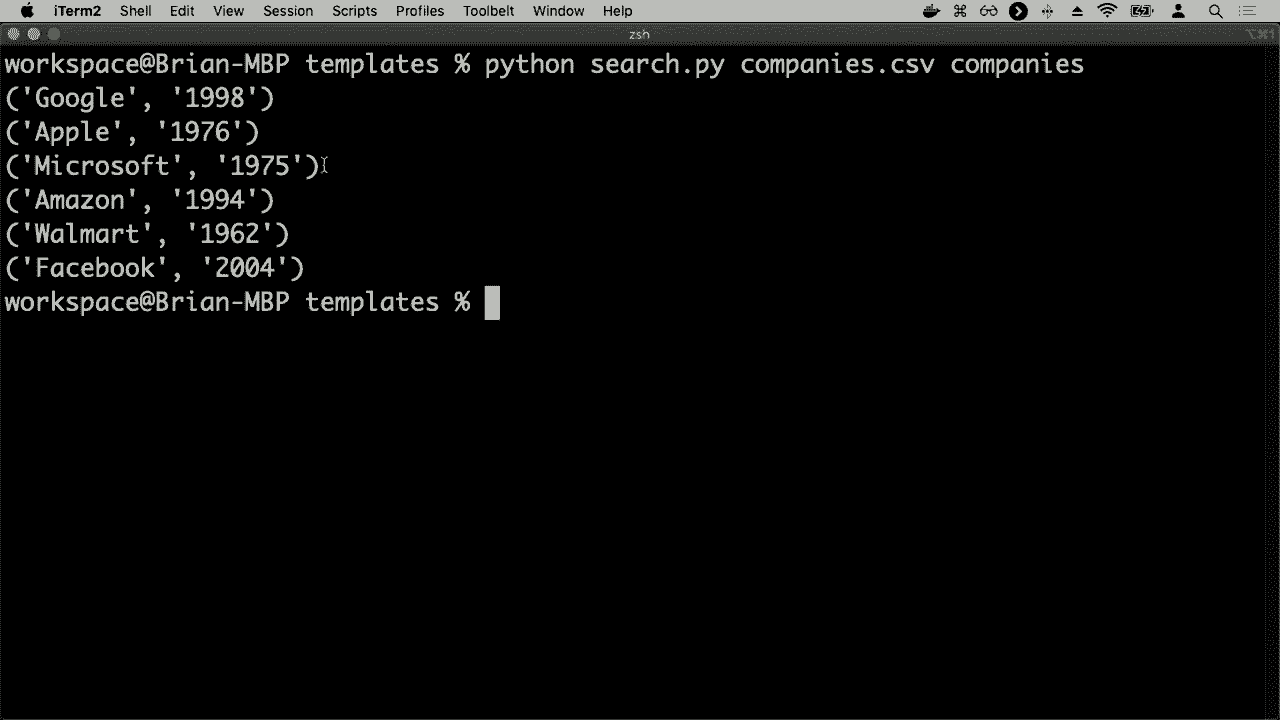 iTerm2 Shell Edit View Session Scripts Profiles Toolbelt Window Help
zsh ⌥⌘1
workspace@Brian-MBP templates % python search.py companies.csv companies
('Google', '1998')
('Apple', '1976')
('Microsoft', '1975')
('Amazon', '1994')
('Walmart', '1962')
('Facebook', '2004')
workspace@Brian-MBP templates %